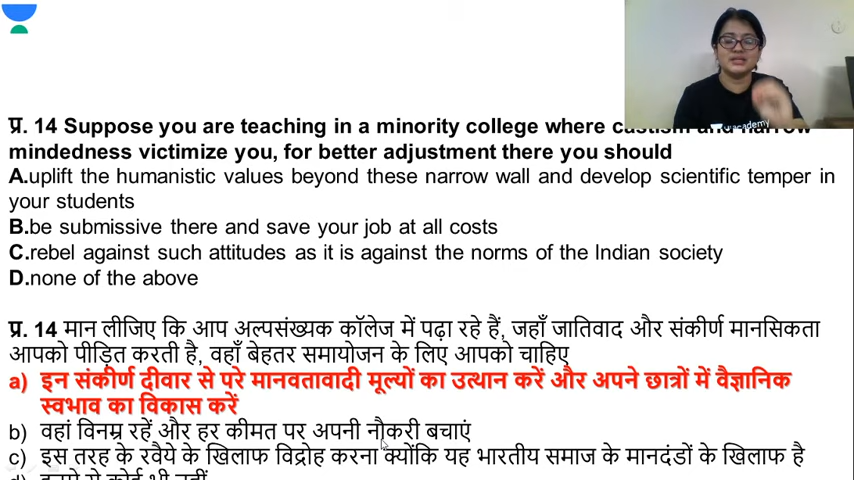 प्र. 14 Suppose you are teaching in a minority college where
mindedness victimize you, for better adjustment there you should
A.uplift the humanistic values beyond these narrow wall and develop scientific temper in
your students
B.be submissive there and save your job at all costs
C.rebel against such attitudes as it is against the norms of the Indian society
D.none of the above
प्र. 14 मान लीजिए कि आप अल्पसंख्यक कॉलेज में पढ़ा रहे हैं, जहाँ जातिवाद और संकीर्ण मानसिकता
आपको पीड़ित करती है, वहाँ बेहतर समायोजन के लिए आपको चाहिए
a) इन संकीर्ण दीवार से परे मानवतावादी मूल्यों का उत्थान करें और अपने छात्रों में वैज्ञानिक
स्वभाव का विकास करें
b) वहां विनम्र रहें और हर कीमत पर अपनी नौकरी बचाएं
c) इस तरह के रवैये के खिलाफ विद्रोह करना क्योंकि यह भारतीय समाज के मानदंडों के खिलाफ है